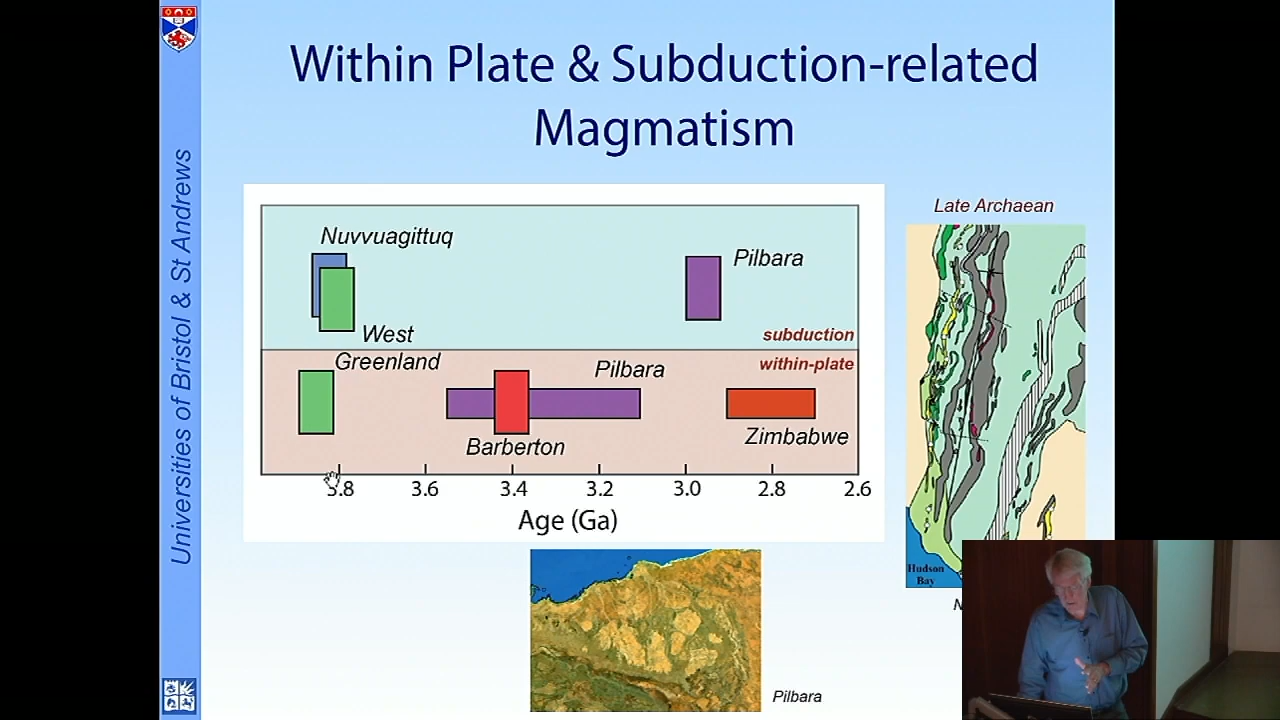 Within Plate & Subduction-related
Magmatism
Universities of Bristol & St Andrews
Nuvvuagittuq
West
Greenland
Pilbara
subduction
within-plate
Pilbara
Barberton
Zimbabwe
3.8
3.6
3.4
3.2
3.0
2.8
2.6
Age (Ga)
Late Archaean
Hudson
Bay
N
Pilbara